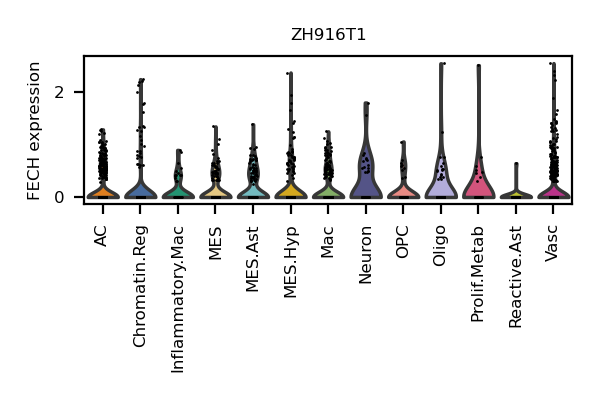 ZH916T1
FECH expression
2
0
AC
Chromatin.Reg
Inflammatory.Mac
MES
MES.Ast
MES.Hyp
Mac
Neuron
OPC
Oligo
Prolif.Metab
Reactive.Ast
Vasc